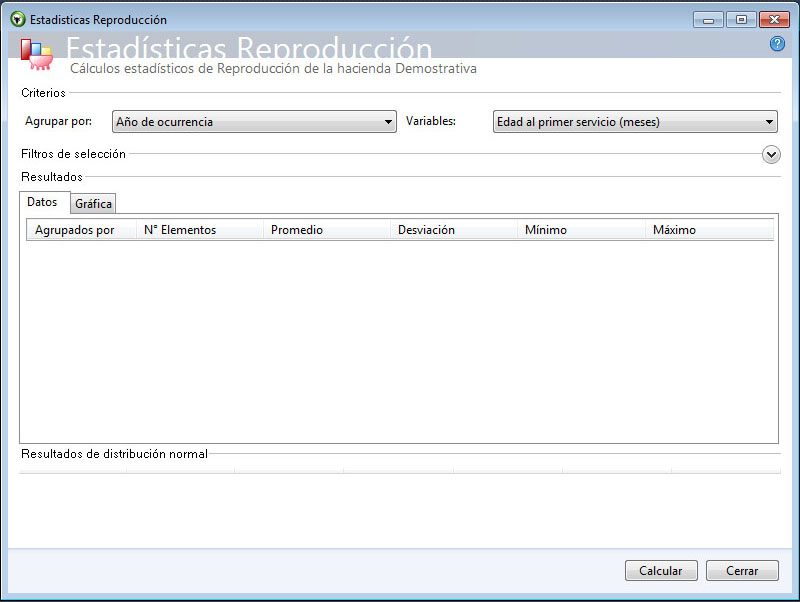 Estadisticas Reproducción
Estadísticas Reproducción
Cálculos estadísticos de Reproducción de la hacienda Demostrativa
Criterios
Agrupar por: Año de ocurrencia Variables: Edad al primer servicio (meses)
Filtros de selección
Resultados
Datos Gráfica
Agrupados por N° Elementos Promedio Desviación Mínimo Máximo
Resultados de distribución normal
Calcular Cerrar